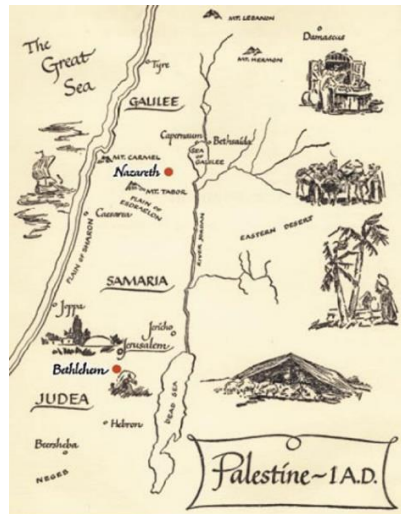 MT. LEBANON
Damascus
The
Great
Sea
MT. HERMON
Tyre
GALILEE
Capernaum
Bethsaida
SEA
OF
GALILEE
MT. CARMEL
Nazareth
MT. TABOR
PLAIN OF
ESDRAELON
Caesarea
PLAIN OF SHARON
RIVER JORDAN
EASTERN DESERT
SAMARIA
Joppa
Jericho
Jerusalem
Bethlehem
DEAD SEA
JUDEA
Hebron
Beersheba
NEGEB
Palestine~1 A.D.